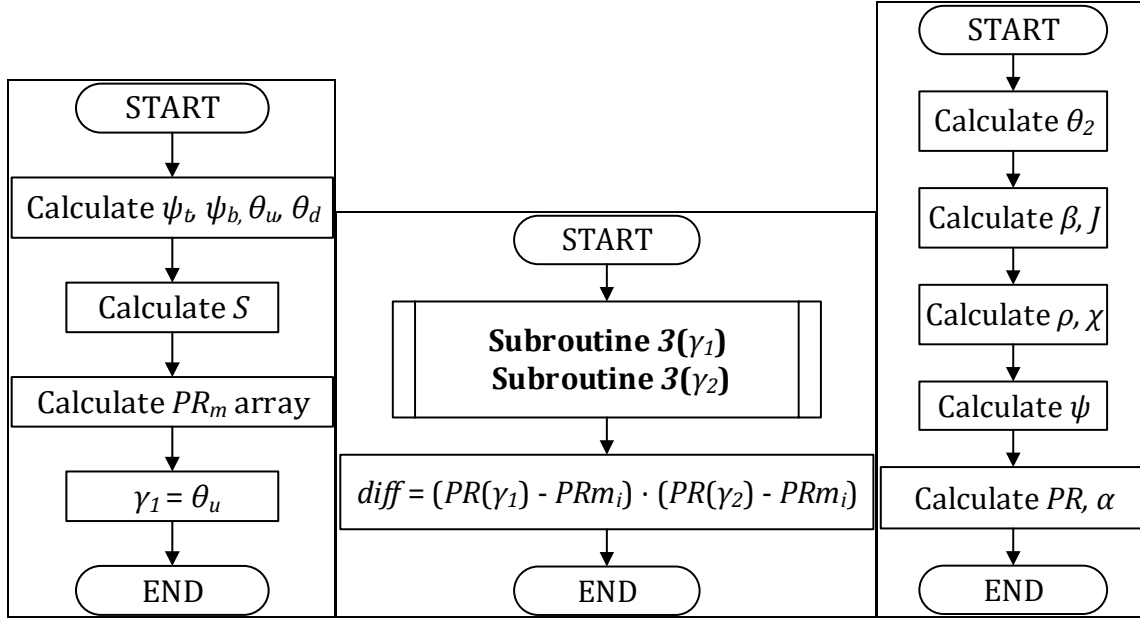 START
Calculate ψt, ψb, θu, θd
Calculate S
Calculate PRm array
γ1 = θu
END
START
Subroutine 3(γ1)
Subroutine 3(γ2)
diff = (PR(γ1) - PRmi) · (PR(γ2) - PRmi)
END
START
Calculate θ2
Calculate β, J
Calculate ρ, χ
Calculate ψ
Calculate PR, α
END